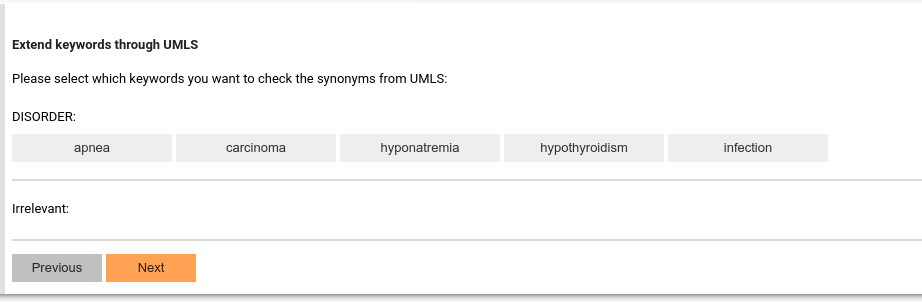 Extend keywords through UMLS
Please select which keywords you want to check the synonyms from UMLS:
DISORDER:
apnea carcinoma hyponatremia hypothyroidism infection
Irrelevant:
Previous Next